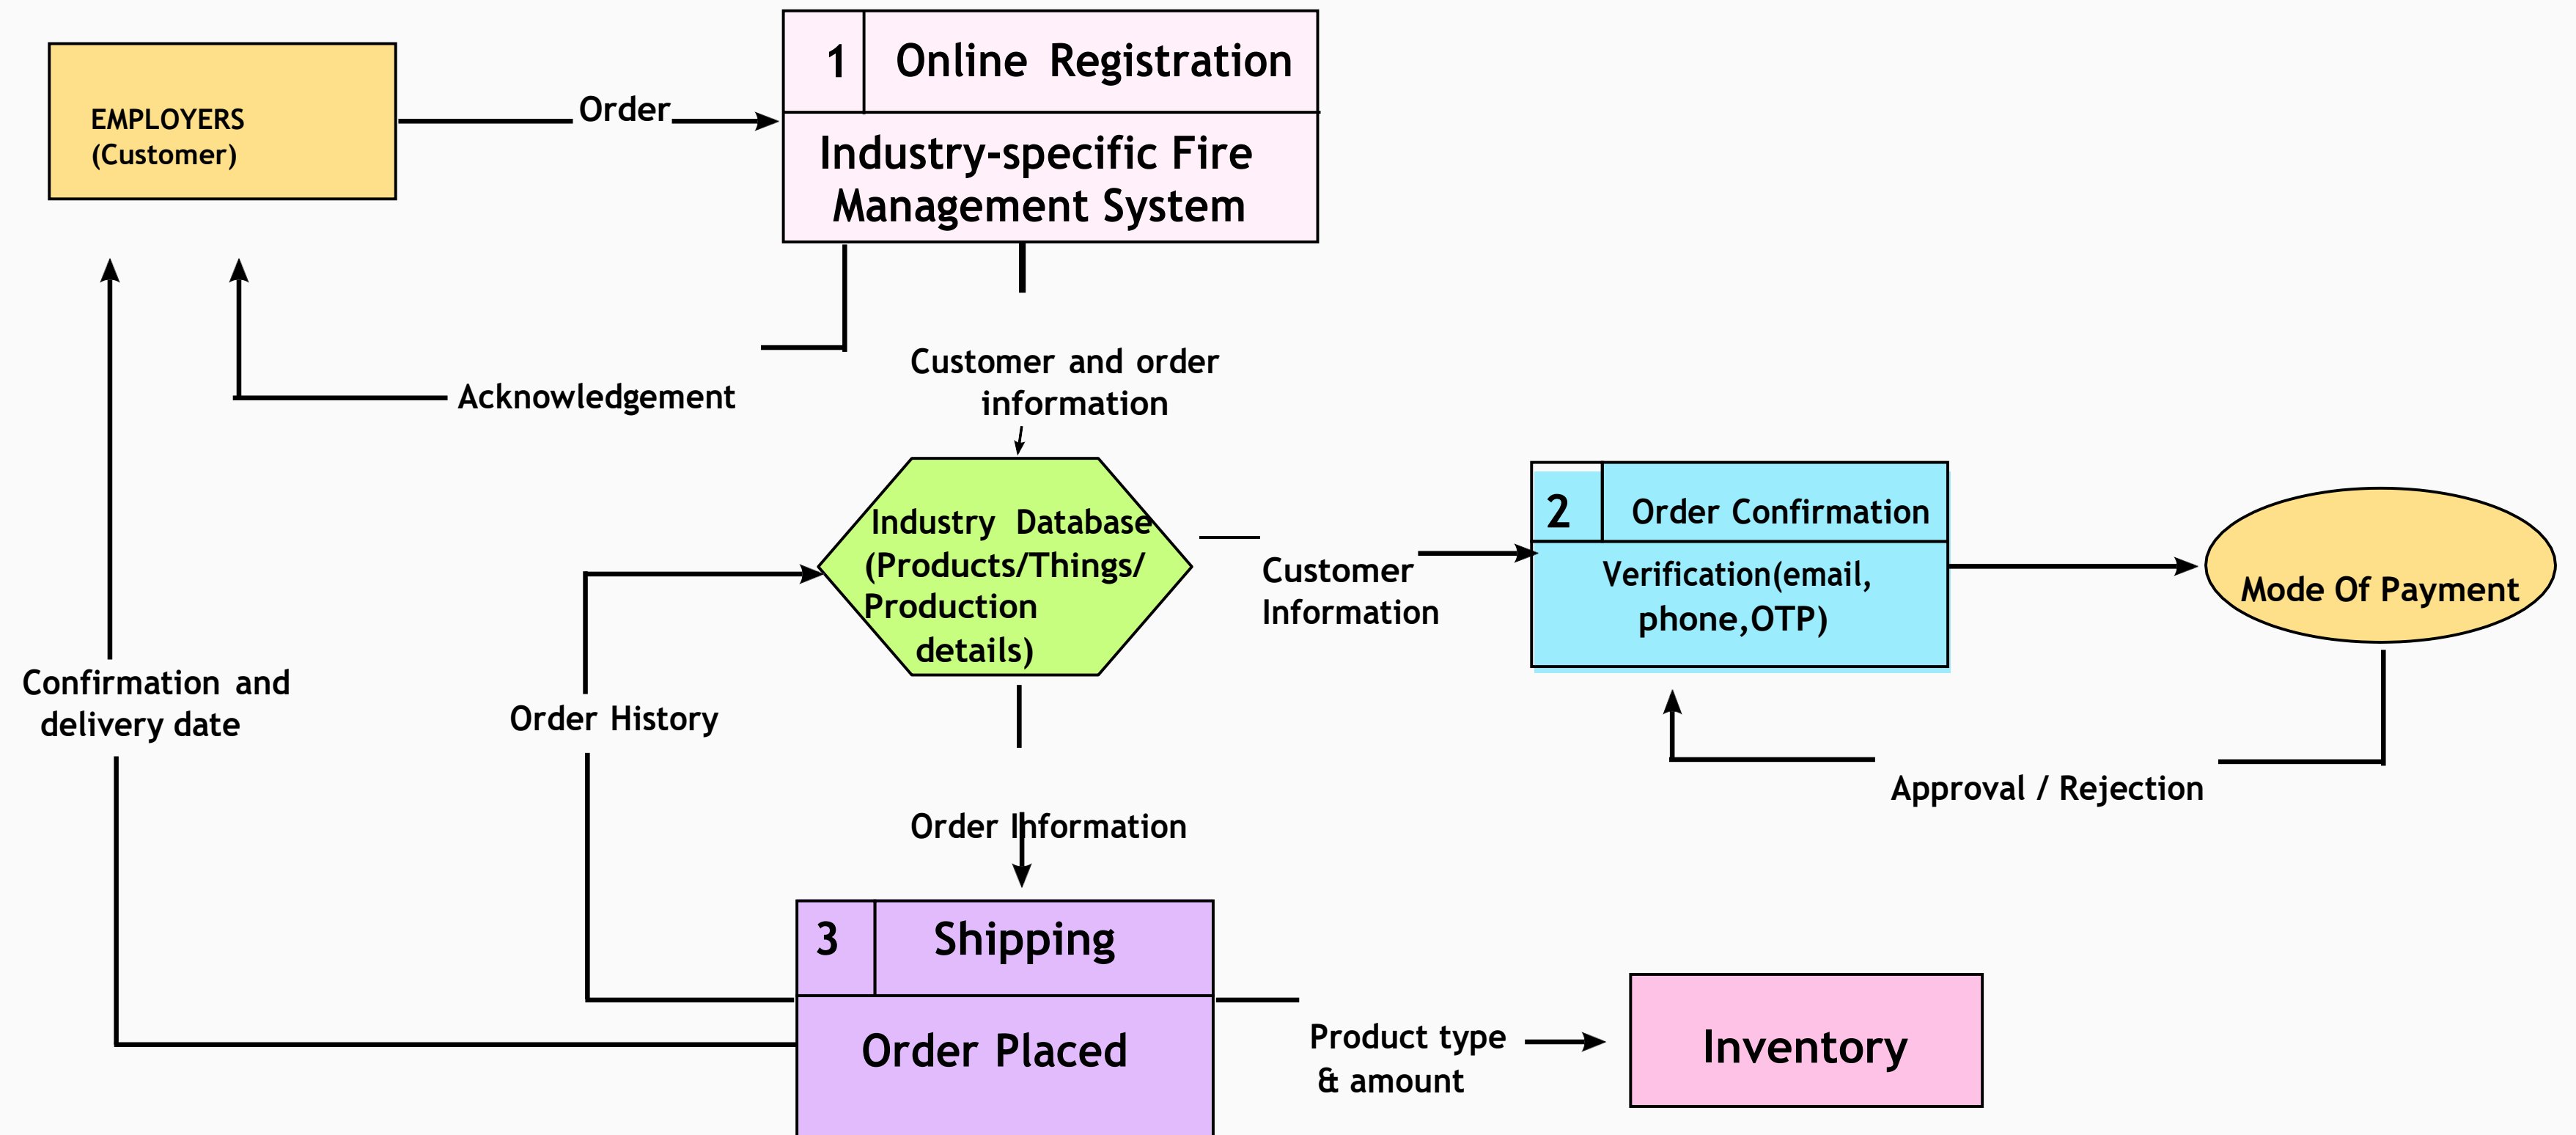 1
Online Registration
EMPLOYERS
(Customer)
Order
Industry-specific Fire
Management System
Customer and order
information
Acknowledgement
Industry Database
(Products/Things/
Production
details)
Customer
Information
2
Order Confirmation
Verification(email,
phone,OTP)
Mode Of Payment
Confirmation and
delivery date
Order History
Approval / Rejection
Order Information
3
Shipping
Order Placed
Product type
& amount
Inventory